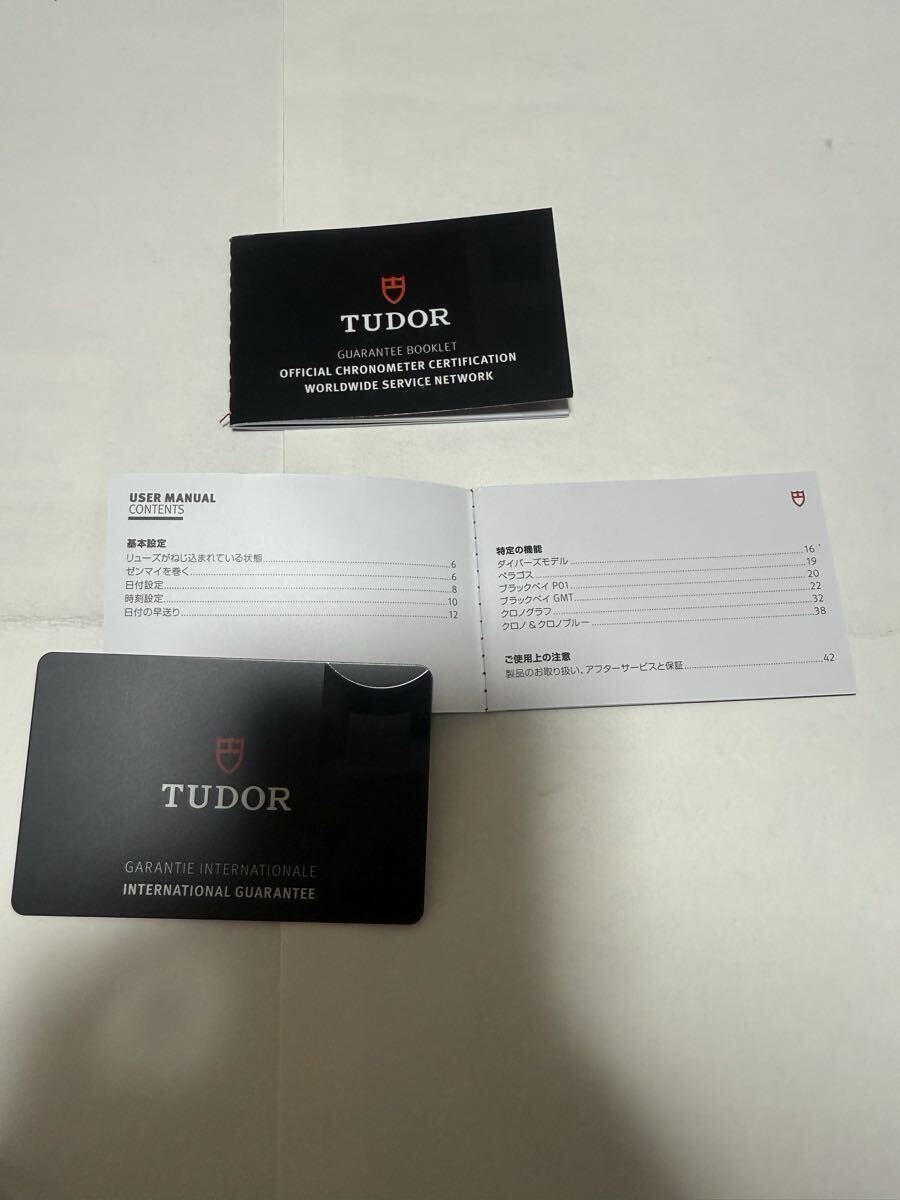 TUDOR
GUARANTEE BOOKLET
OFFICIAL CHRONOMETER CERTIFICATION
WORLDWIDE SERVICE NETWORK
USER MANUAL
CONTENTS
基本設定
リューズがねじ込まれている状態 6
ゼンマイを巻く 6
日付設定 8
時刻設定 10
日付の早送り 12
特定の機能
ダイバーズモデル 16
ペラゴス 19
ブラックベイ P01 20
ブラックベイ GMT 22
クロノグラフ 32
クロノ & クロノブルー 38
ご使用上の注意
製品のお取り扱い、アフターサービスと保証 42
TUDOR
GARANTIE INTERNATIONALE
INTERNATIONAL GUARANTEE